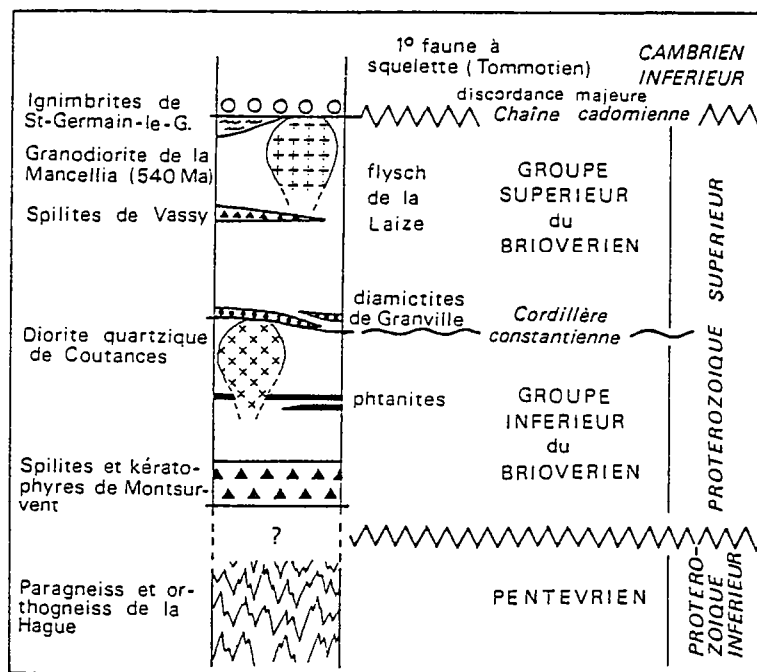 1º faune à
squelette (Tommotien)
CAMBRIEN
INFERIEUR
Ignimbrites de
St-Germain-le-G.
discordance majeure
Chaîne cadomienne
Granodiorite de la
Mancellia (540 Ma)
Spilites de Vassy
flysch
de la
Laize
GROUPE
SUPERIEUR
du
BRIOVERIEN
PROTEROZOIQUE SUPERIEUR
Diorite quartzique
de Coutances
diamictites
de Granville
Cordillère
constantienne
phtanites
GROUPE
INFERIEUR
du
BRIOVERIEN
Spilites et kérato-
phyres de Montsur-
vent
?
Paragneiss et or-
thogneiss de la
Hague
PENTEVRIEN
PROTERO-
ZOIQUE
INFERIEUR